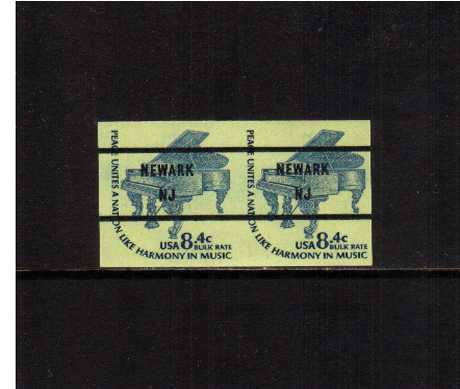 PEACE UNITES A NATION LIKE HARMONY IN MUSIC
NEWARK
NJ
USA 8.4c
BULK RATE
PEACE UNITES A NATION LIKE HARMONY IN MUSIC
NEWARK
NJ
USA 8.4c
BULK RATE